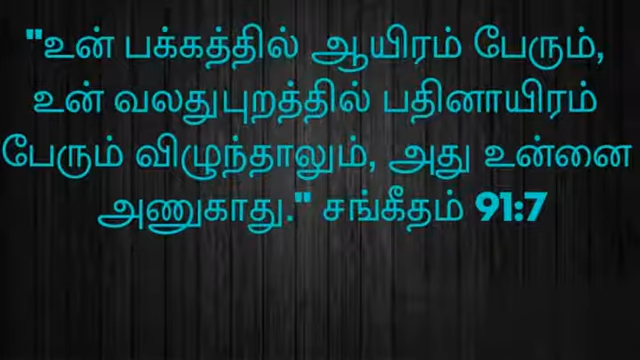 "உன் பக்கத்தில் ஆயிரம் பேரும்,
உன் வலதுபுறத்தில் பதினாயிரம்
பேரும் விழுந்தாலும், அது உன்னை
அணுகாது." சங்கீதம் 91:7